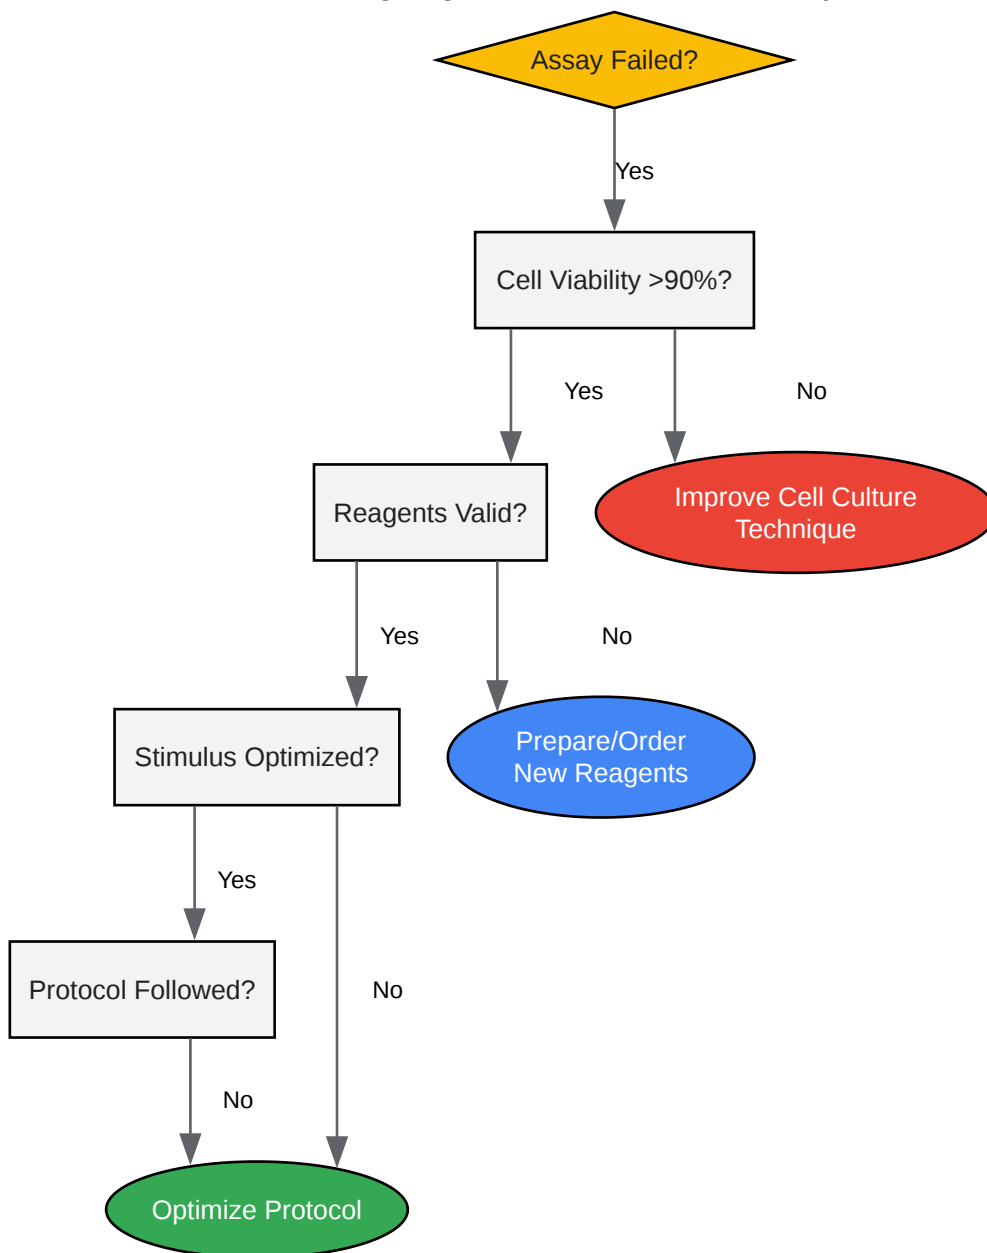 Assay Failed?
Yes
Cell Viability >90%?
Yes
No
Reagents Valid?
Improve Cell Culture
Technique
Yes
No
Stimulus Optimized?
Prepare/Order
New Reagents
Yes
Protocol Followed?
No
No
Optimize Protocol